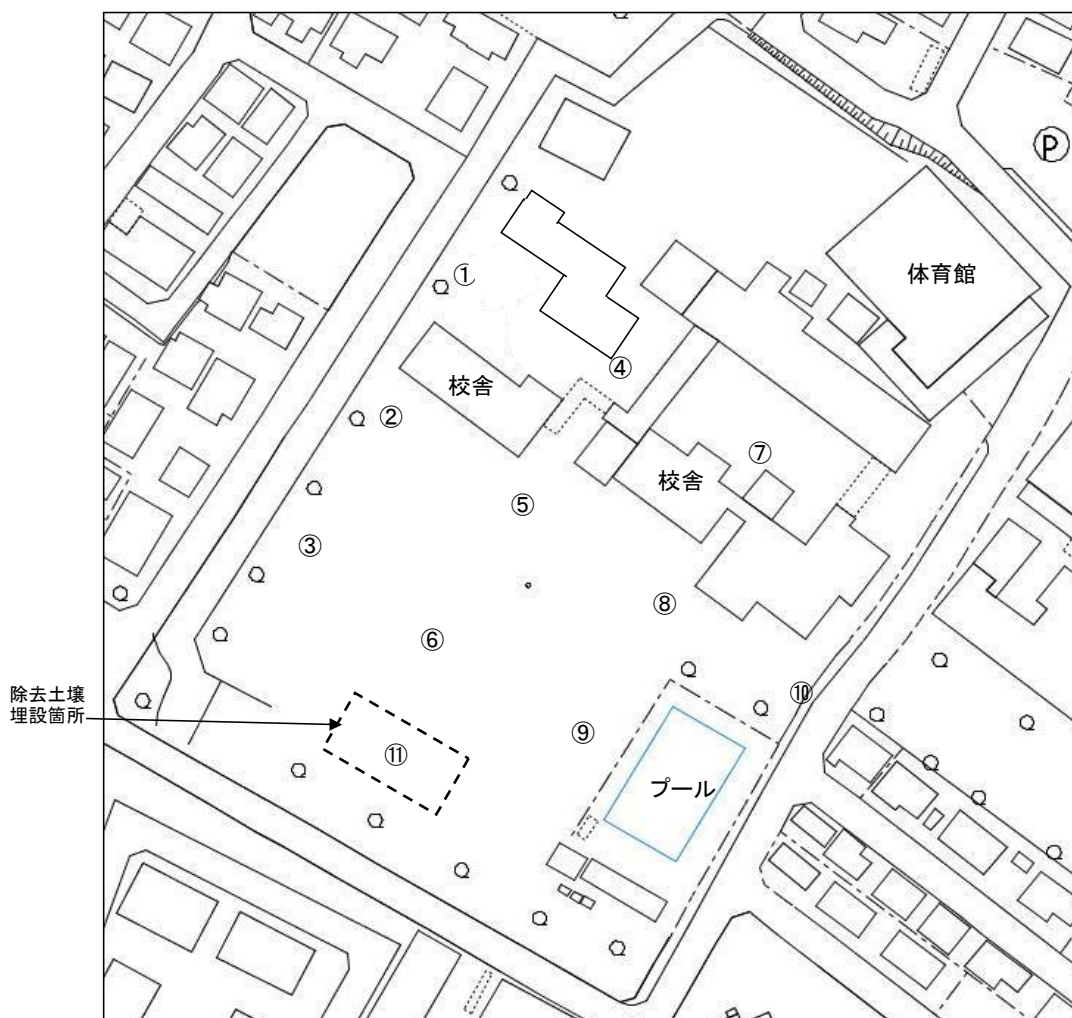 Ⓟ
体育館
①
④
校舎
②
⑦
校舎
⑤
③
⑧
⑥
除去土壌
埋設箇所
⑩
⑨
⑪
プール